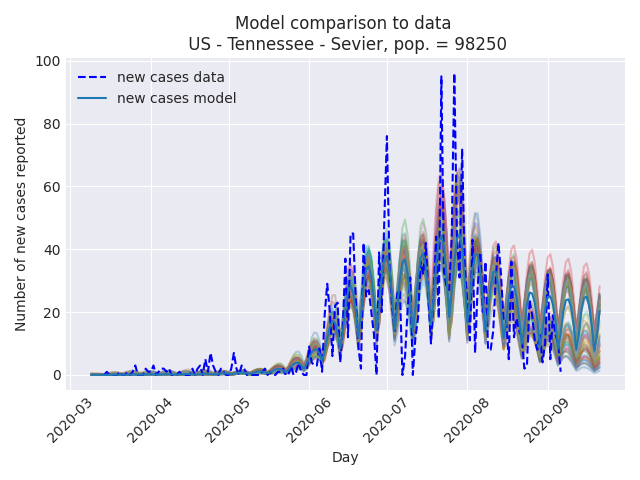 Model comparison to data
US - Tennessee - Sevier, pop. = 98250
new cases data
new cases model
Number of new cases reported
100
80
60
40
20
0
2020-03
2020-04
2020-05
2020-06
2020-07
2020-08
2020-09
Day